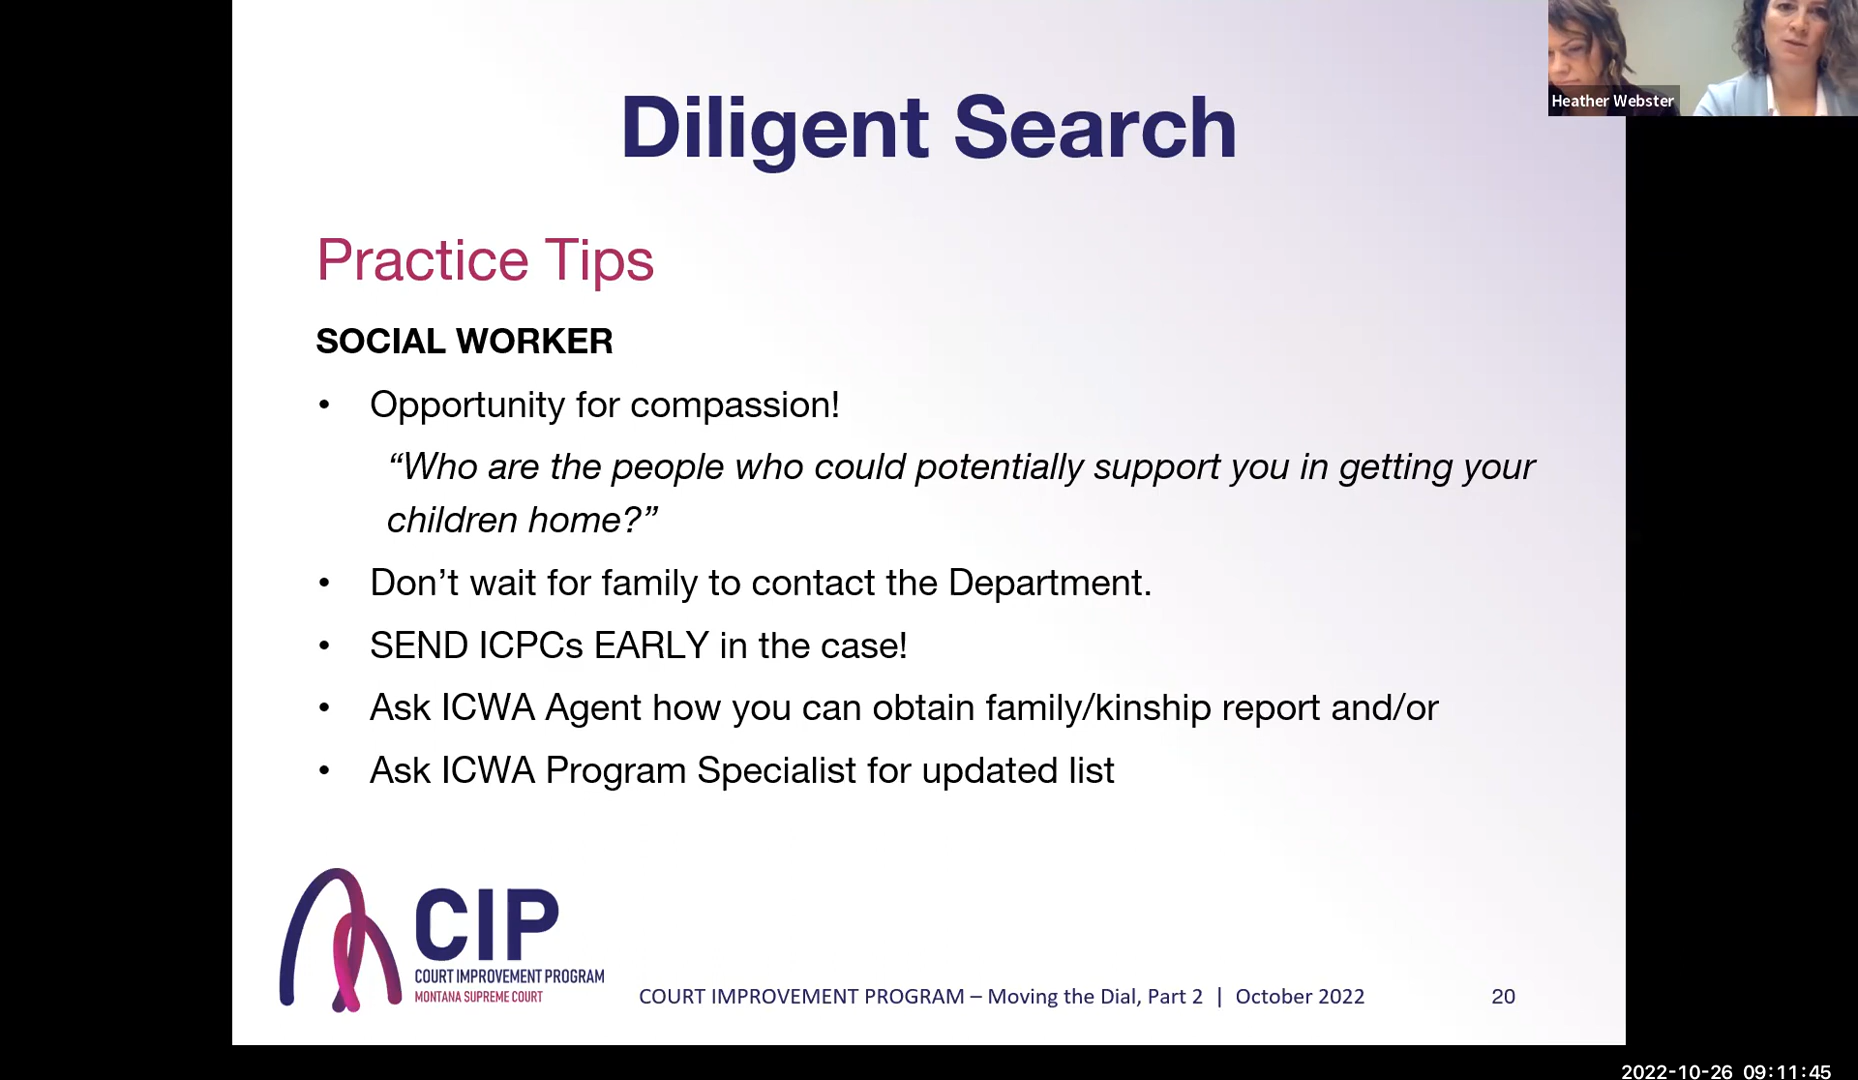 Heather Webster
Diligent Search
Practice Tips
SOCIAL WORKER
• Opportunity for compassion!
“Who are the people who could potentially support you in getting your
children home?”
• Don’t wait for family to contact the Department.
• SEND ICPCs EARLY in the case!
• Ask ICWA Agent how you can obtain family/kinship report and/or
• Ask ICWA Program Specialist for updated list
CIP
COURT IMPROVEMENT PROGRAM
MONTANA SUPREME COURT
COURT IMPROVEMENT PROGRAM – Moving the Dial, Part 2 | October 2022 20
2022-10-26 09:11:45